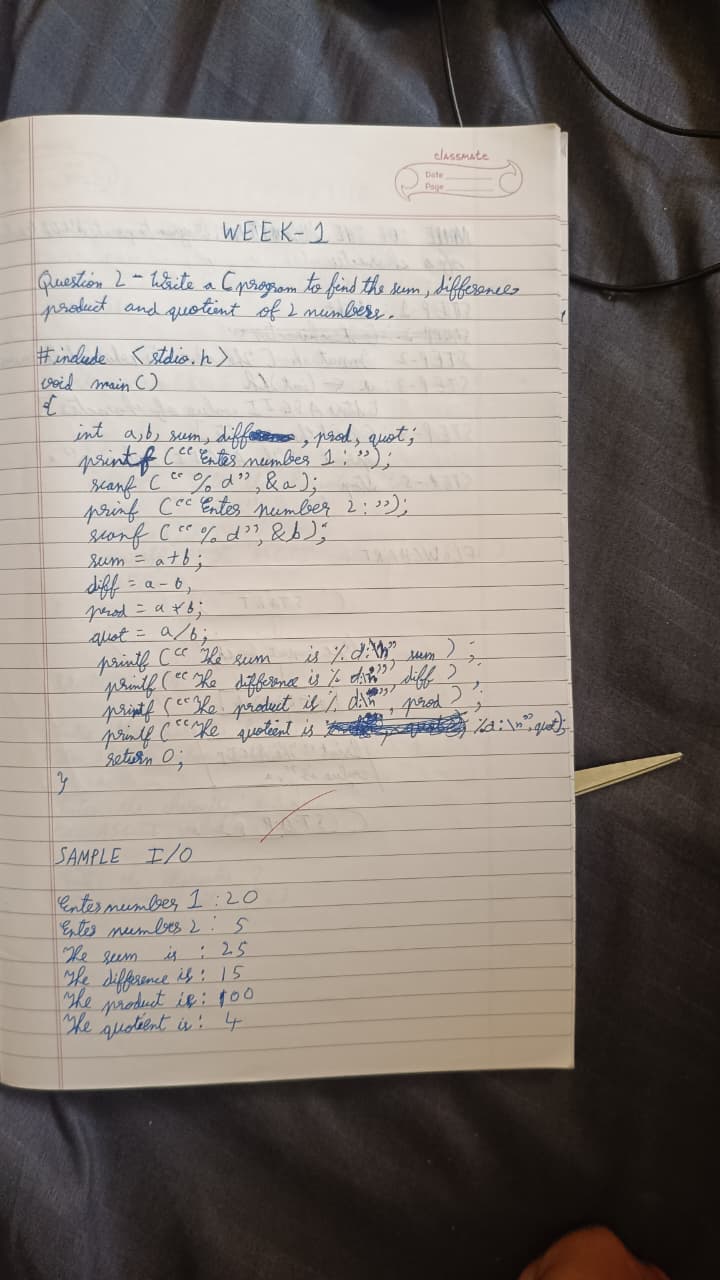 classmate
Date
Page
WEEK-1
Question 2 - Write a C program to find the sum, difference,
product and quotient of 2 numbers.
#include <stdio.h>
void main()
{
int a,b, sum, diff, prod, quot;
printf ("Enter number 1: ");
scanf ("%d", &a);
prinf ("Enter number 2: ");
scanf ("%d", &b);
sum = a+b;
diff = a-b,
prod = a*b;
quot = a/b;
printf ("The sum is %d:\n" sum );
printf ("The difference is %d:\n", diff );
printf ("The product is %d:\n", prod );
printf ("The quotient is %d:\n", quot);
return 0;
}
SAMPLE I/O
Enter number 1 : 20
Enter number 2 : 5
The sum is : 25
The difference is : 15
The product is : 100
The quotient is : 4